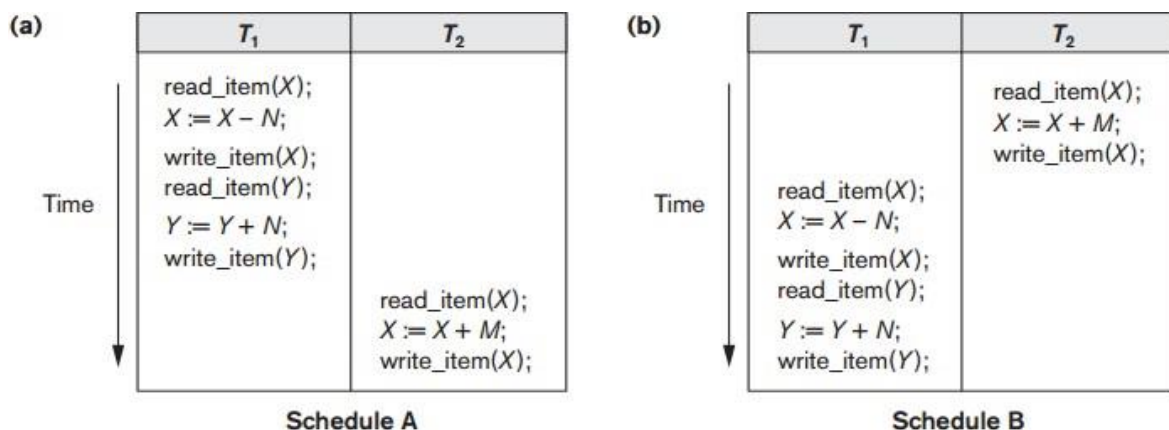 (a)
T1 T2
read_item(X);
X := X – N;
write_item(X);
read_item(Y);
Time
Y := Y + N;
write_item(Y);
read_item(X);
X := X + M;
write_item(X);
Schedule A
(b)
T1 T2
read_item(X);
X := X + M;
write_item(X);
read_item(X);
Time
X := X – N;
write_item(X);
read_item(Y);
Y := Y + N;
write_item(Y);
Schedule B